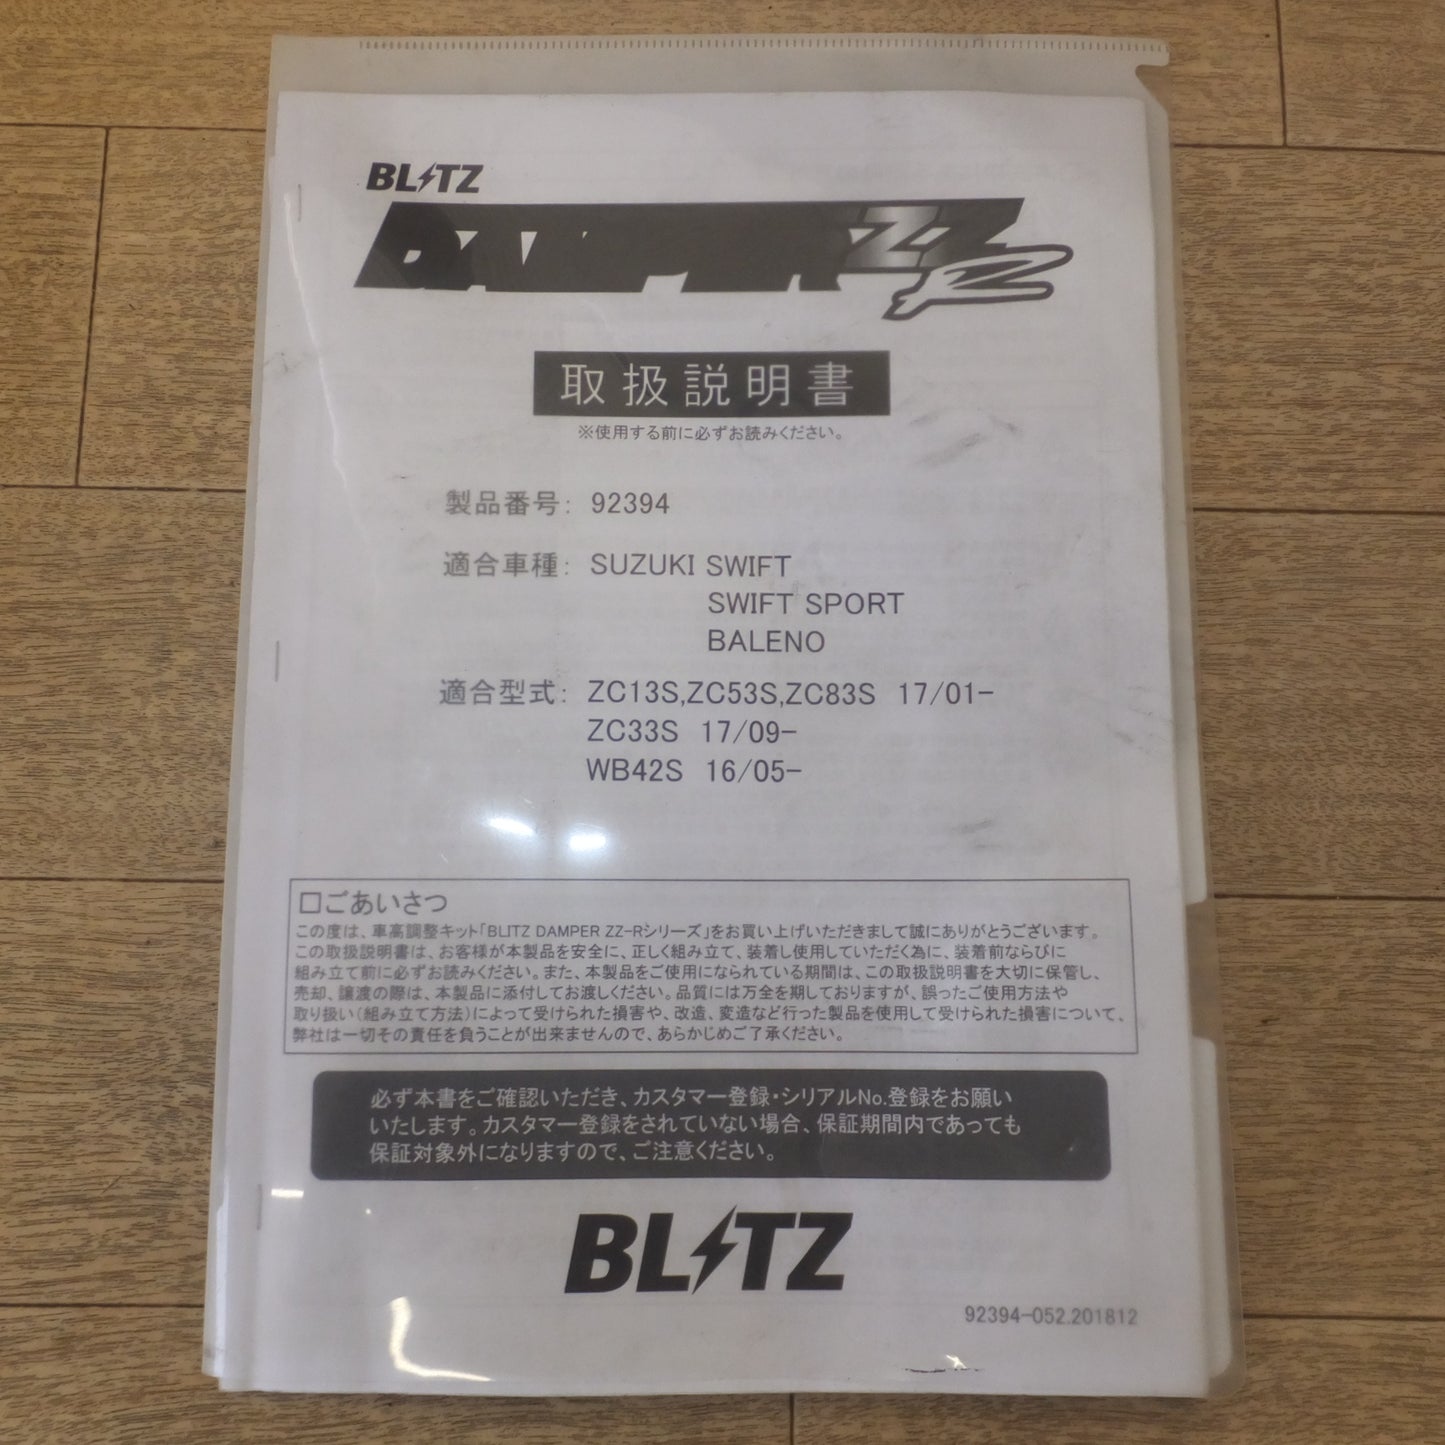 BLITZ
DAMPER ZZ R
取扱説明書
※使用する前に必ずお読みください。
製品番号: 92394
適合車種: SUZUKI SWIFT
SWIFT SPORT
BALENO
適合型式: ZC13S,ZC53S,ZC83S 17/01-
ZC33S 17/09-
WB42S 16/05-
□ごあいさつ
この度は、車高調整キット｢BLITZ DAMPER ZZ-Rシリーズ｣をお買い上げいただきまして誠にありがとうございます。
この取扱説明書は、お客様が本製品を安全に、正しく組み立て、装着し使用していただく為に、装着前ならびに
組み立て前に必ずお読みください。また、本製品をご使用になられている期間は、この取扱説明書を大切に保管し、
売却、譲渡の際は、本製品に添付してお渡しください。品質には万全を期しておりますが、誤ったご使用方法や
取り扱い(組み立て方法)によって受けられた損害や、改造、変造など行った製品を使用して受けられた損害について、
弊社は一切その責任を負うことが出来ませんので、あらかじめご了承ください。
必ず本書をご確認いただき、カスタマー登録・シリアルNo.登録をお願い
いたします。カスタマー登録をされていない場合、保証期間内であっても
保証対象外になりますので、ご注意ください。
BLITZ
92394-052.201812